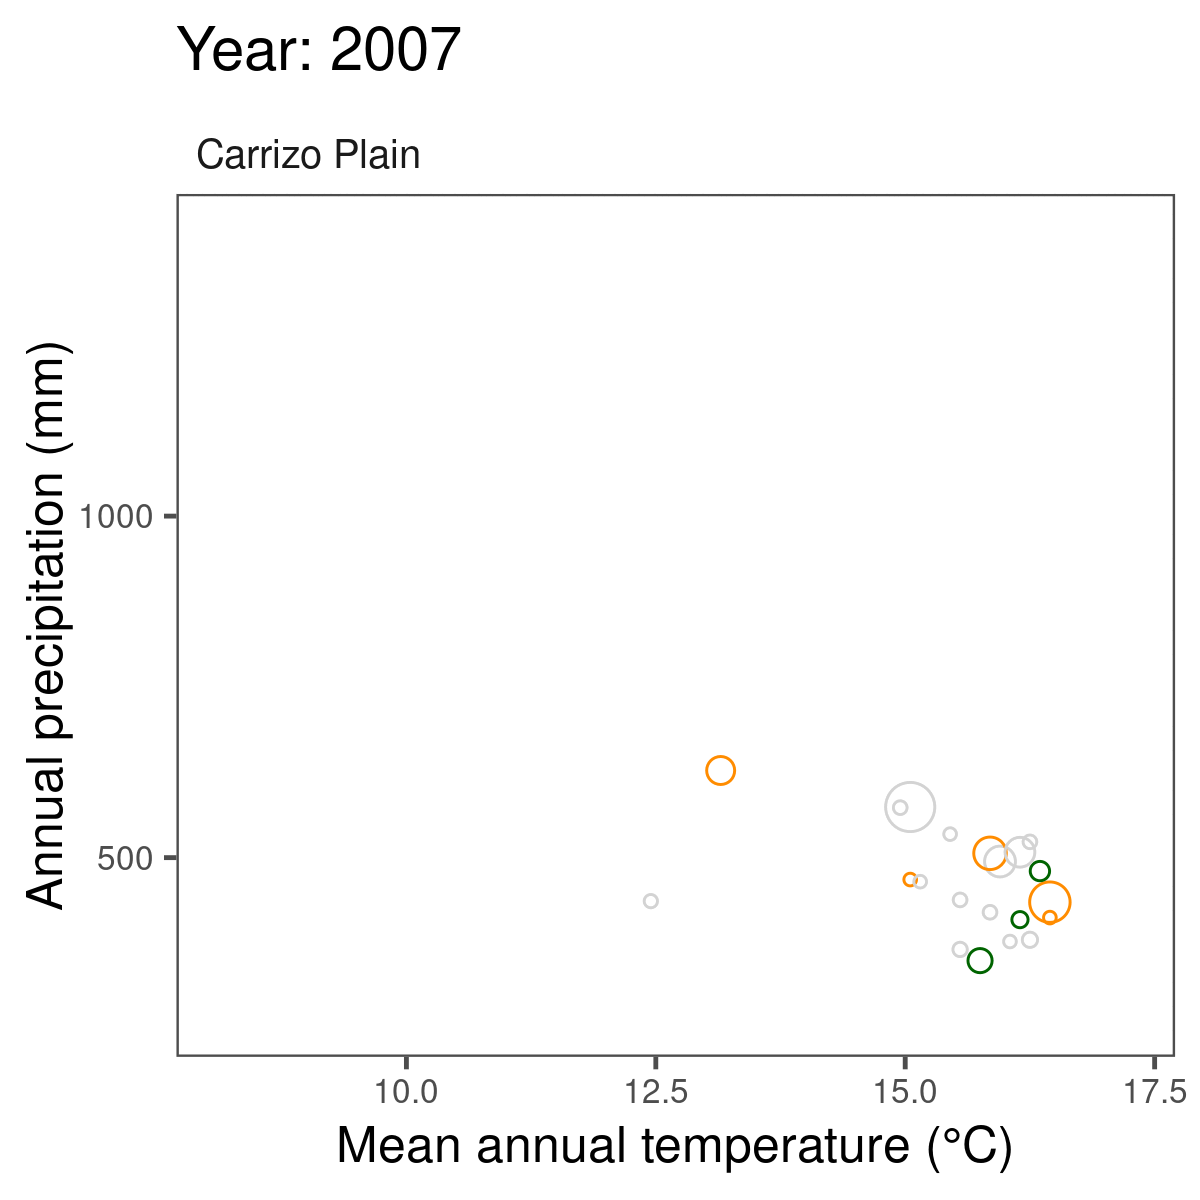 Year: 2007
Carrizo Plain
Annual precipitation (mm)
1000
500
10.0
12.5
15.0
17.5
Mean annual temperature (°C)